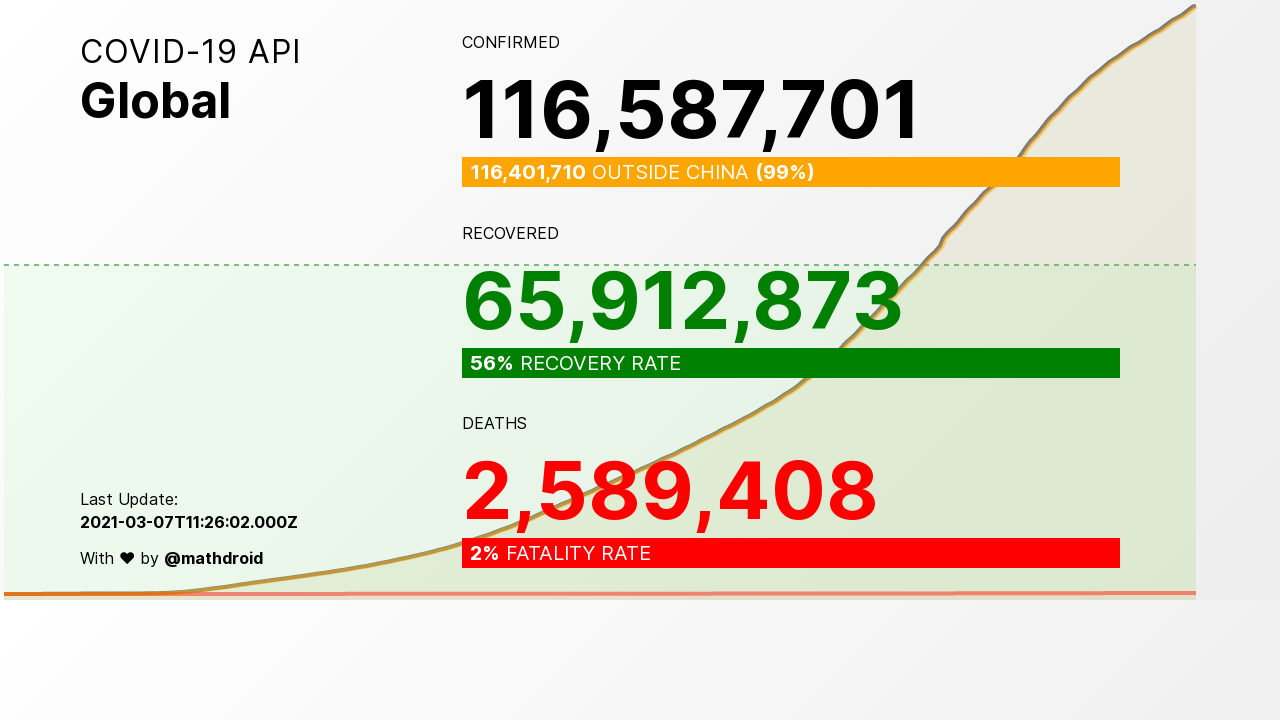 COVID-19 API
Global
CONFIRMED
116,587,701
116,401,710 OUTSIDE CHINA (99%)
RECOVERED
65,912,873
56% RECOVERY RATE
DEATHS
2,589,408
2% FATALITY RATE
Last Update:
2021-03-07T11:26:02.000Z
With ♥ by @mathdroid